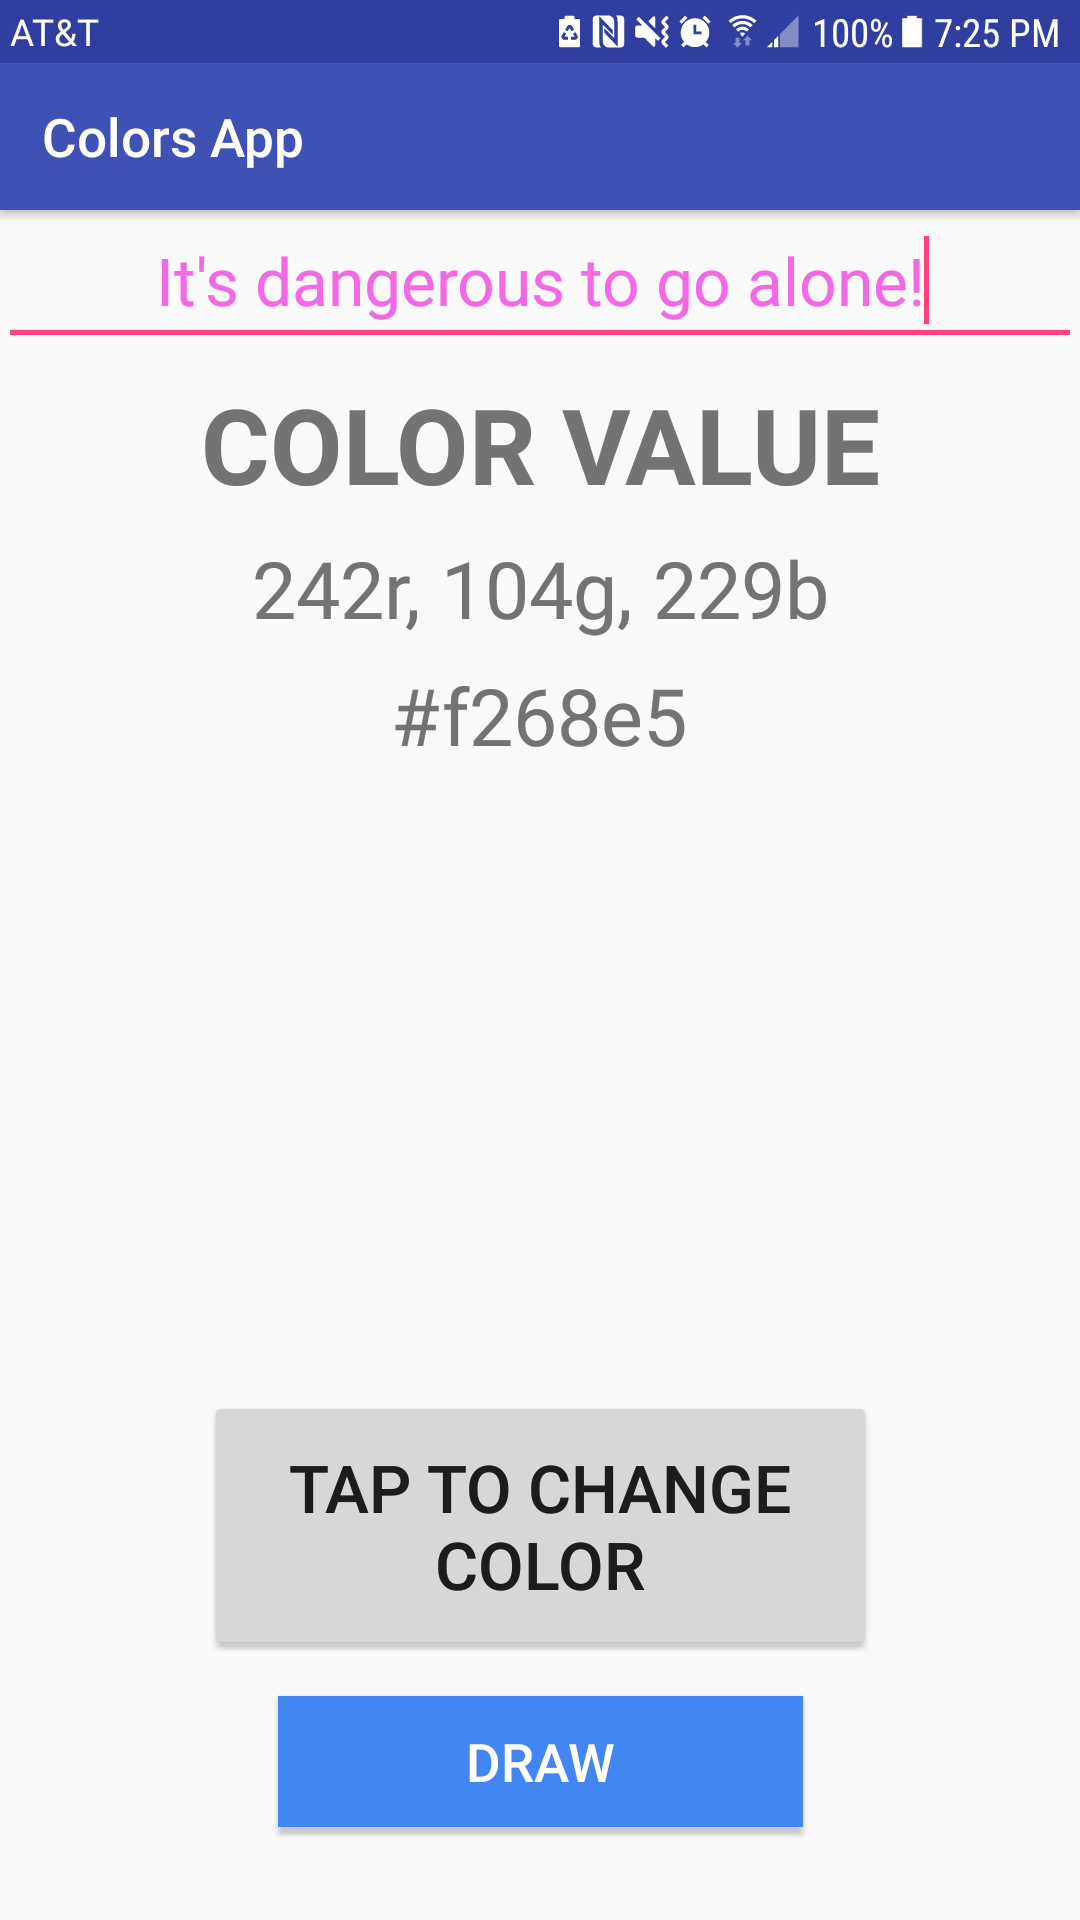 AT&T 100% 7:25 PM
Colors App
It's dangerous to go alone!
COLOR VALUE
242r, 104g, 229b
#f268e5
TAP TO CHANGE
COLOR
DRAW